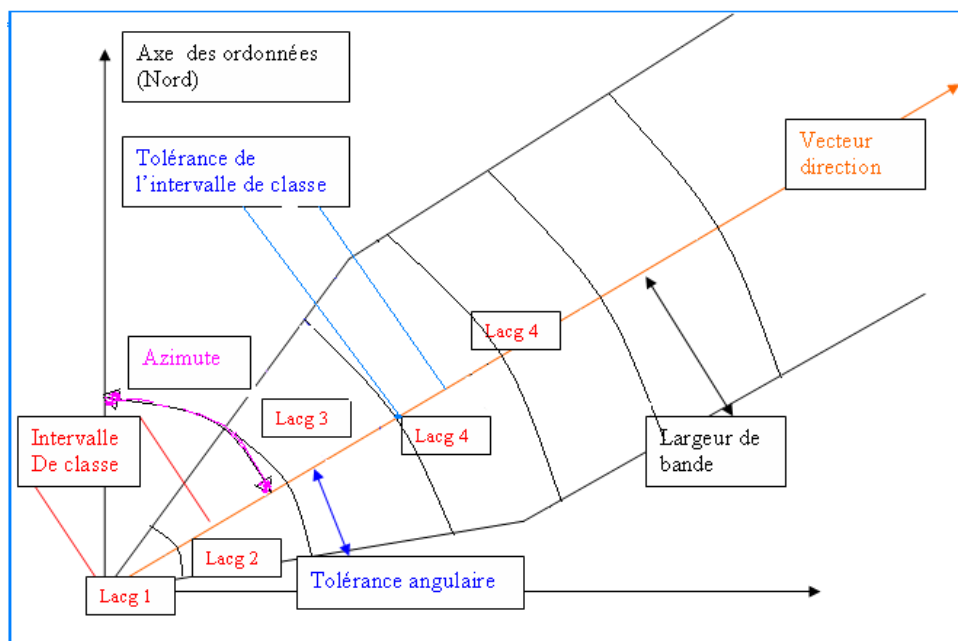 Axe des ordonnées
(Nord)
Tolérance de
l'intervalle de classe
Vecteur
direction
Lacg 4
Azimute
Lacg 3
Lacg 4
Intervalle
De classe
Largeur de
bande
Lacg 2
Tolérance angulaire
Lacg 1